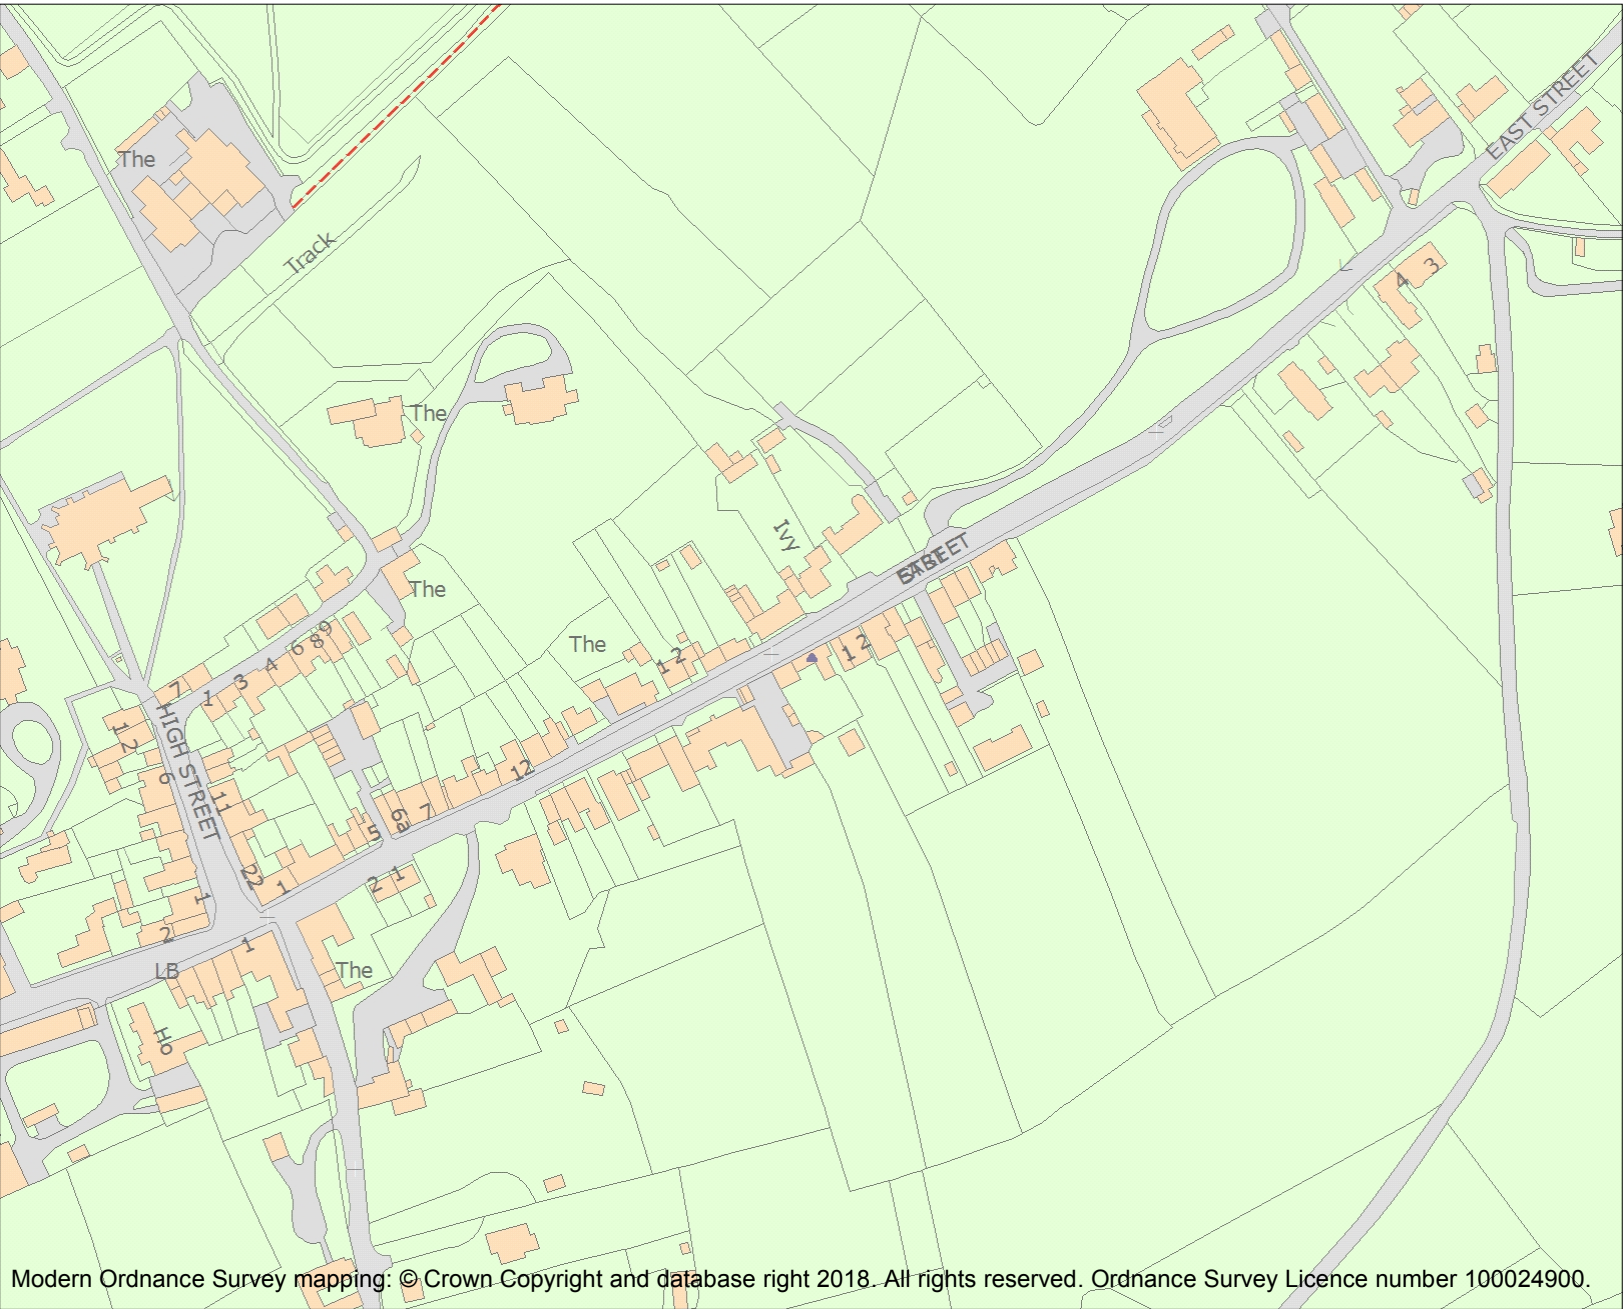 EAST STREET
The
Track
4 3
The
Ivy
EAST
STREET
The
9
8
6
4
3
1
7
The
1 2
1 2
HIGH STREET
1 2
6
11
12
7
6a
5
22
1
2 1
1
2
1
LB
The
Ho
Modern Ordnance Survey mapping: © Crown Copyright and database right 2018. All rights reserved. Ordnance Survey Licence number 100024900.